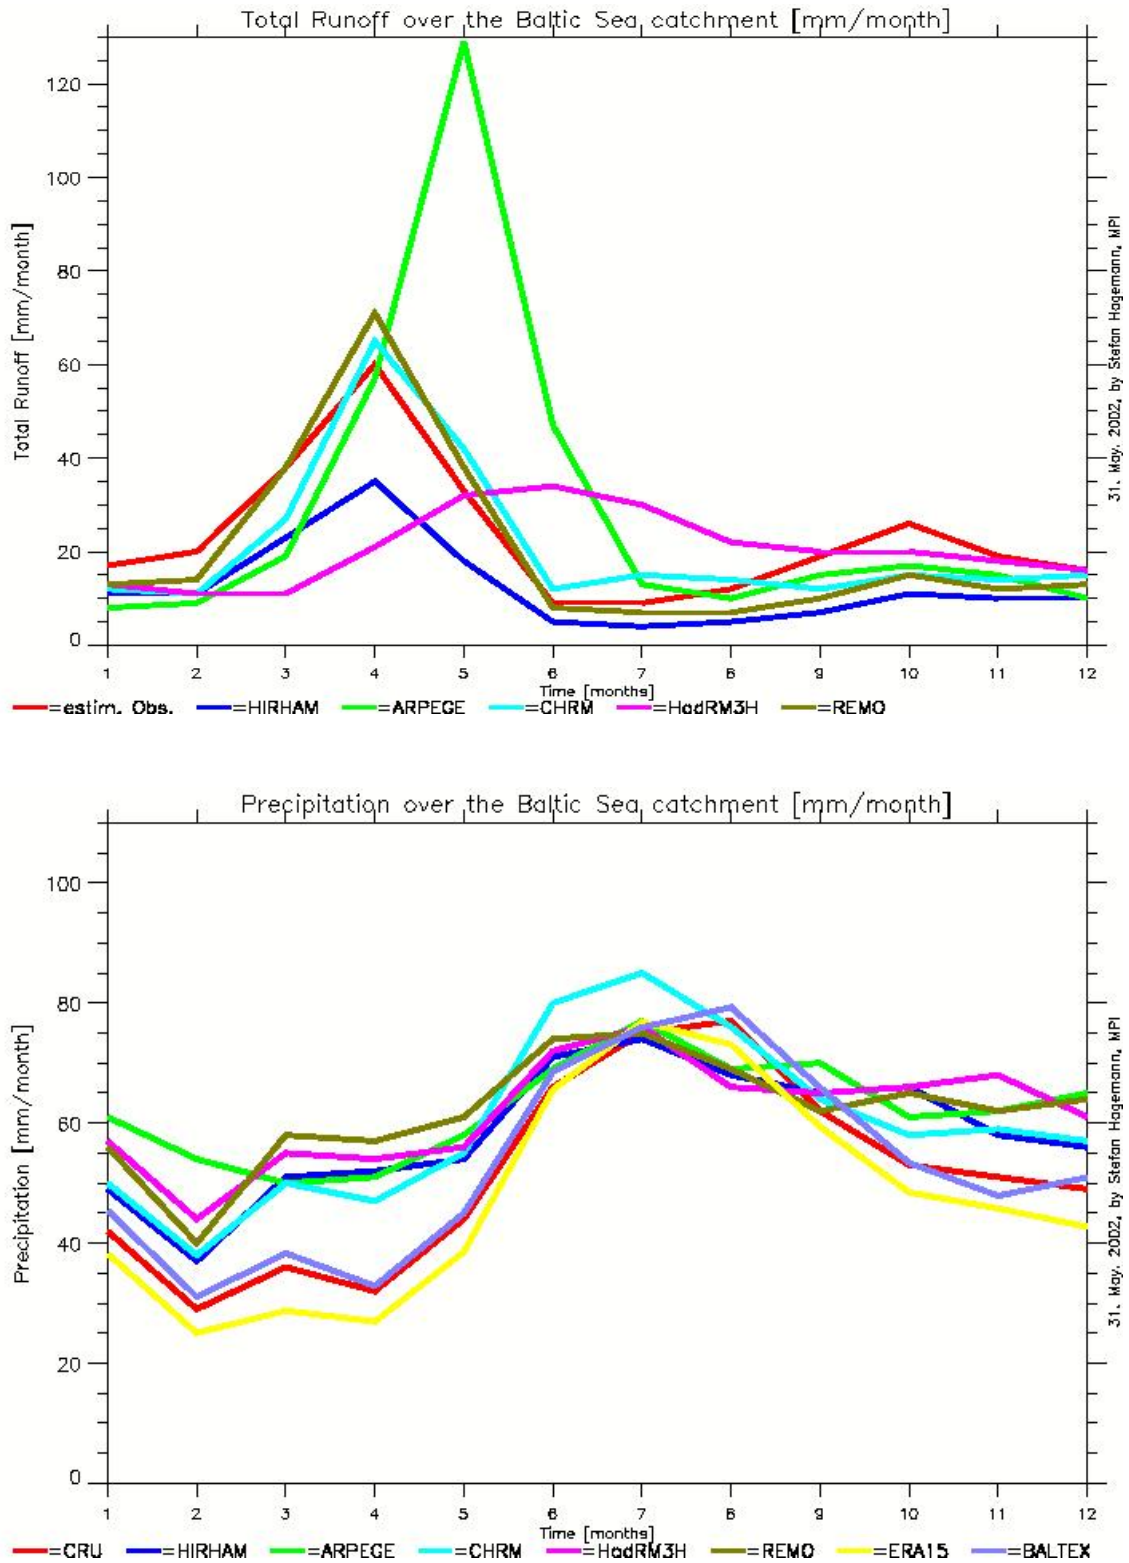 Total Runoff over the Baltic Sea catchment [mm/month]
120
100
80
60
40
20
0
Total Runoff [mm/month]
31. May. 2002, by Stefan Hagemann, MPI
1 2 3 4 5 6 7 8 9 10 11 12
Time [months]
=estim. Obs. =HIRHAM =ARPEGE =CHRM =HadRM3H =REMO
Precipitation over the Baltic Sea catchment [mm/month]
100
80
60
40
20
0
Precipitation [mm/month]
31. May. 2002, by Stefan Hagemann, MPI
1 2 3 4 5 6 7 8 9 10 11 12
Time [months]
=CRU =HIRHAM =ARPEGE =CHRM =HadRM3H =REMO =ERA15 =BALTEX